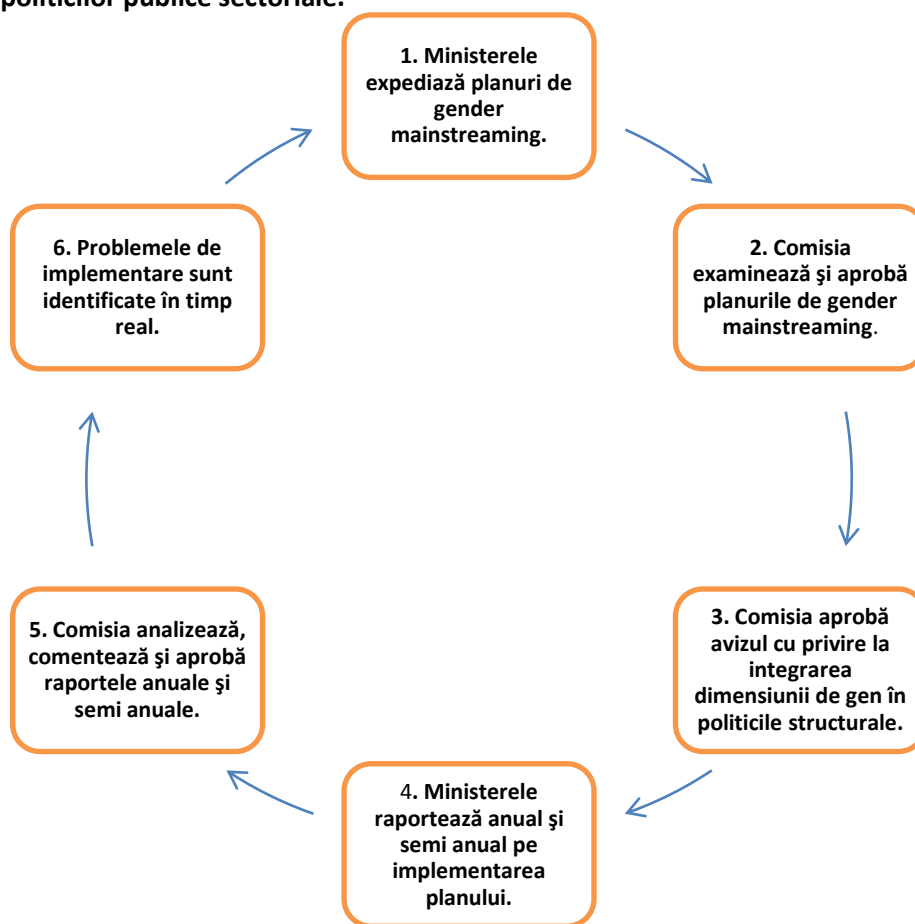 politicilor publice sectoriale.
1. Ministerele
expediază planuri de
gender
mainstreaming.
2. Comisia
examinează şi aprobă
planurile de gender
mainstreaming.
3. Comisia aprobă
avizul cu privire la
integrarea
dimensiunii de gen în
politicile structurale.
4. Ministerele
raportează anual şi
semi anual pe
implementarea
planului.
5. Comisia analizează,
comentează şi aprobă
raportele anuale şi
semi anuale.
6. Problemele de
implementare sunt
identificate în timp
real.